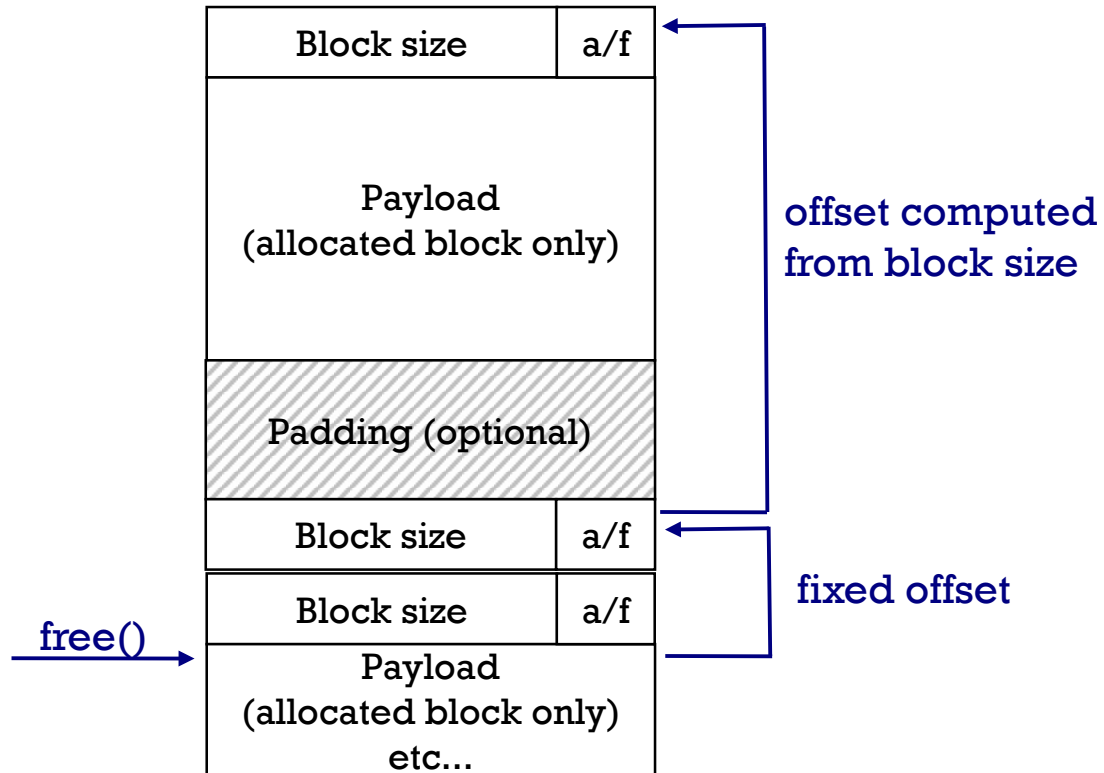 Block size a/f
Payload
(allocated block only)
offset computed
from block size
Padding (optional)
Block size a/f
Block size a/f
fixed offset
free()
Payload
(allocated block only)
etc...